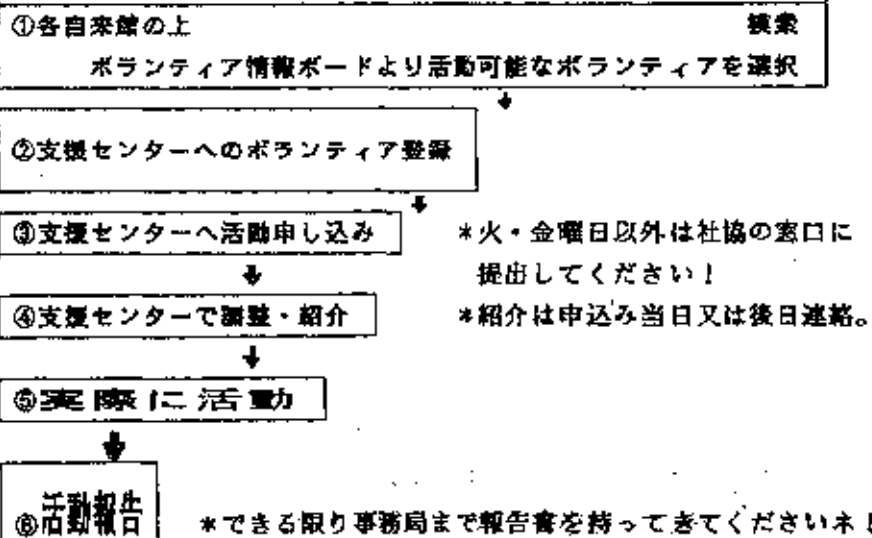 ①各自来館の上 検索
ボランティア情報ボードより活動可能なボランティアを選択
②支援センターへのボランティア登録
③支援センターへ活動申し込み
*火・金曜日以外は社協の窓口に
提出してください!
④支援センターで調整・紹介
*紹介は申込み当日又は後日連絡。
⑤実際に活動
⑥活動報告
*できる限り事務局まで報告書を持ってきてくださいネ!